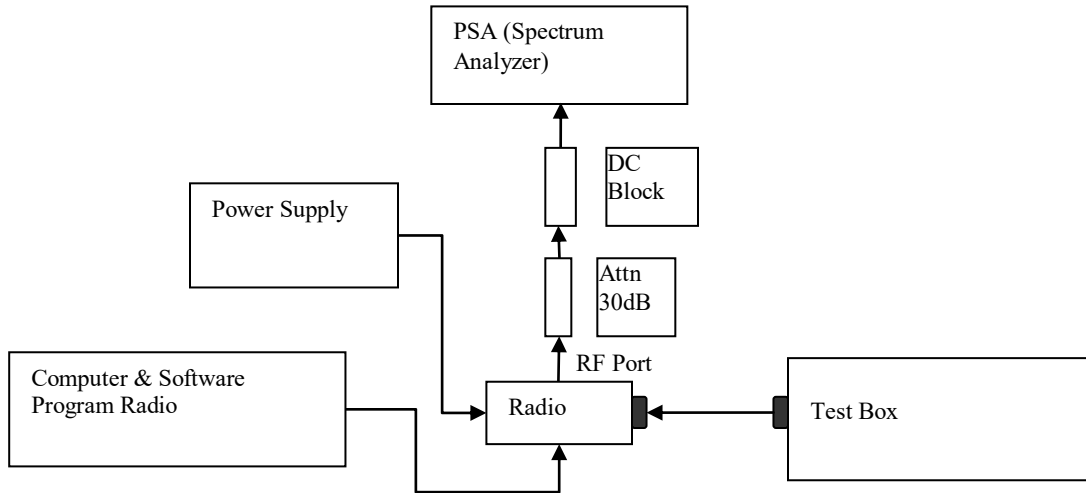 PSA (Spectrum
Analyzer)
DC
Block
Power Supply
Attn
30dB
RF Port
Computer & Software
Program Radio
Radio
Test Box